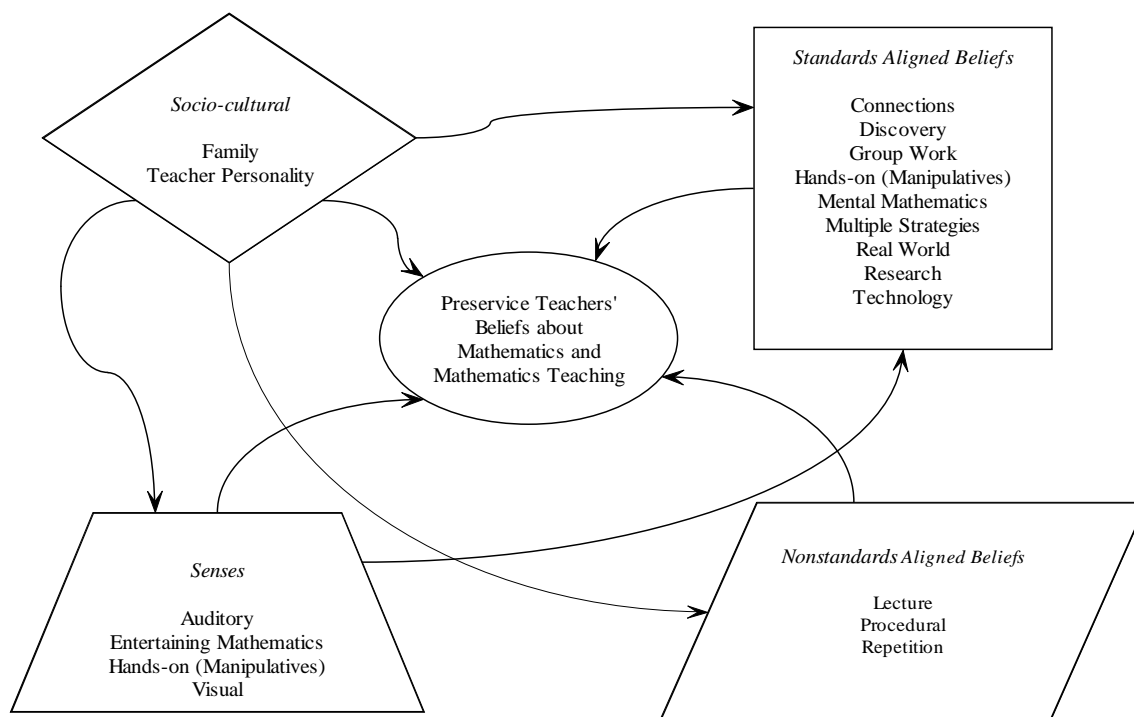 Socio-cultural
Family
Teacher Personality
Standards Aligned Beliefs
Connections
Discovery
Group Work
Hands-on (Manipulatives)
Mental Mathematics
Multiple Strategies
Real World
Research
Technology
Preservice Teachers'
Beliefs about
Mathematics and
Mathematics Teaching
Senses
Auditory
Entertaining Mathematics
Hands-on (Manipulatives)
Visual
Nonstandards Aligned Beliefs
Lecture
Procedural
Repetition